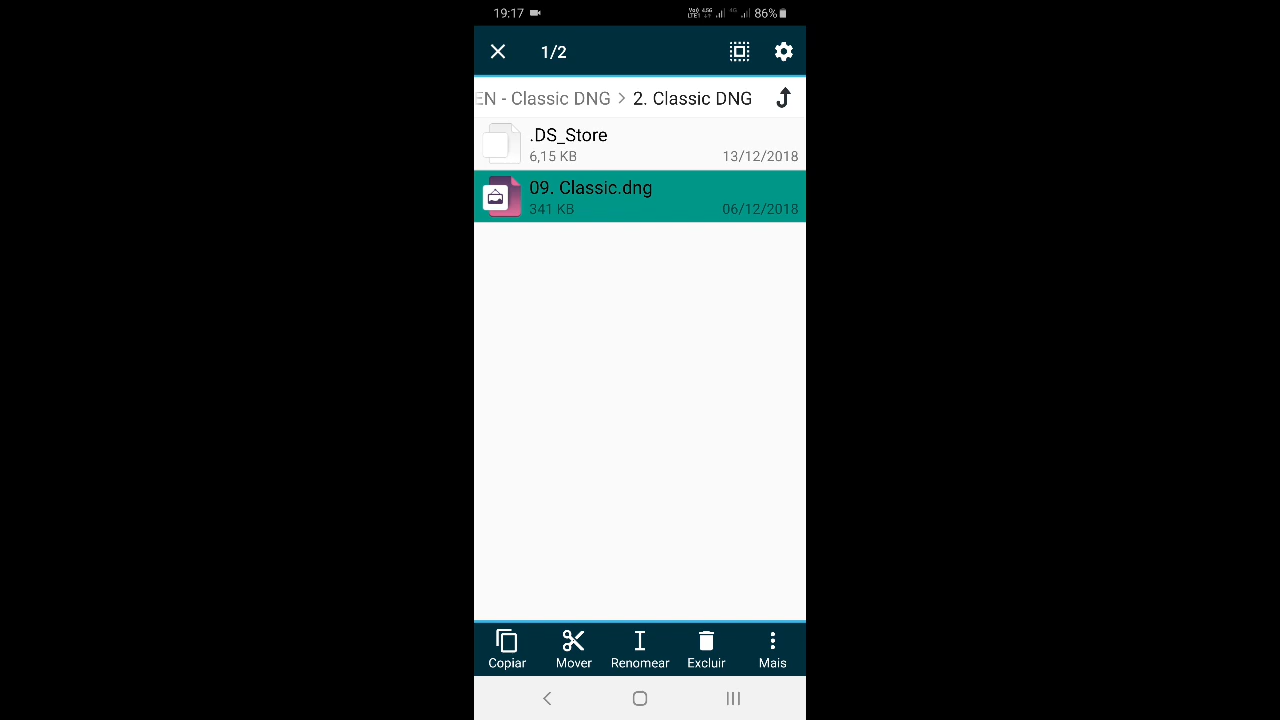 19:17 86%
1/2
EN - Classic DNG > 2. Classic DNG
.DS_Store
6,15 KB 13/12/2018
09. Classic.dng
341 KB 06/12/2018
Copiar Mover Renomear Excluir Mais